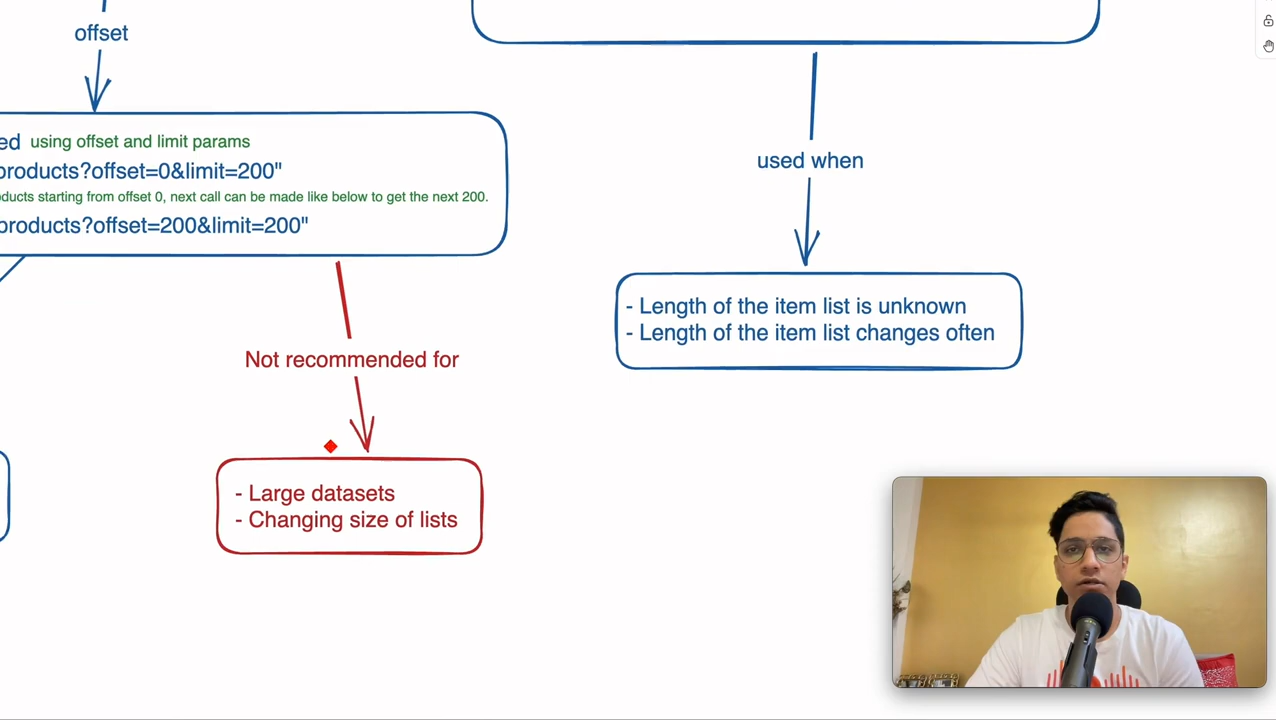 offset
ed using offset and limit params
products?offset=0&limit=200"
ducts starting from offset 0, next call can be made like below to get the next 200.
products?offset=200&limit=200"
used when
- Length of the item list is unknown
- Length of the item list changes often
Not recommended for
- Large datasets
- Changing size of lists